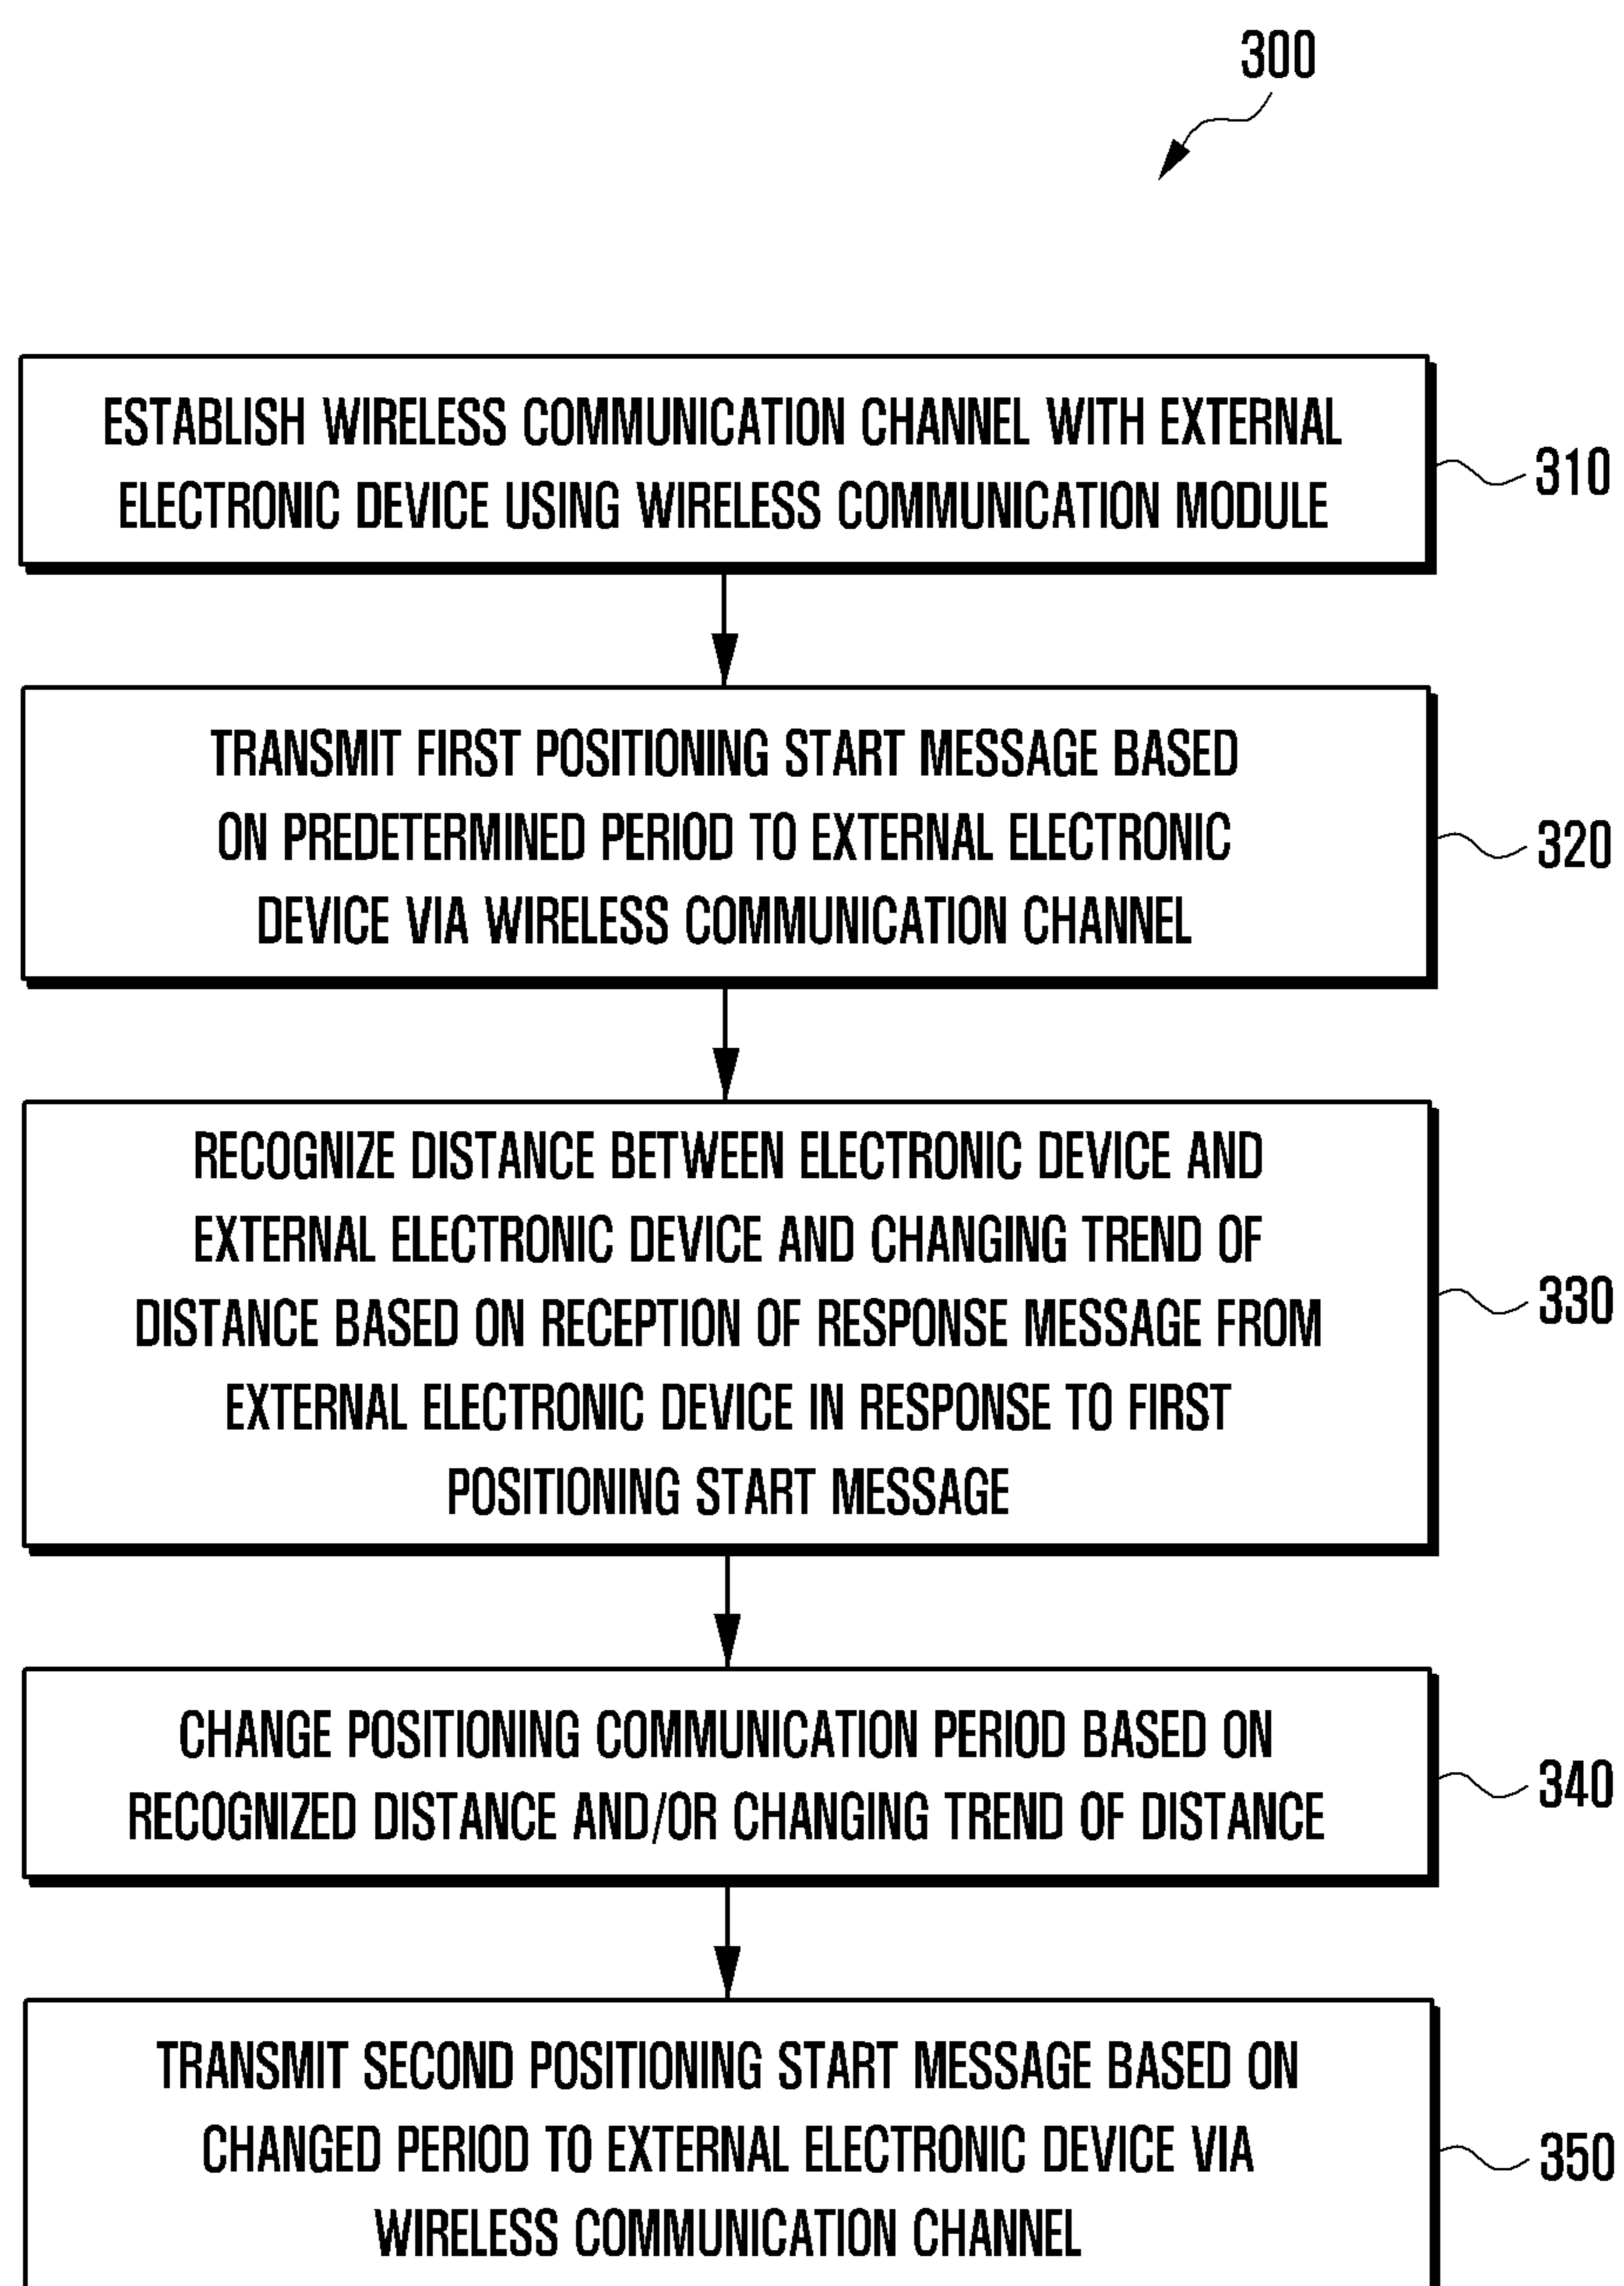 300
ESTABLISH WIRELESS COMMUNICATION CHANNEL WITH EXTERNAL
ELECTRONIC DEVICE USING WIRELESS COMMUNICATION MODULE
310
TRANSMIT FIRST POSITIONING START MESSAGE BASED
ON PREDETERMINED PERIOD TO EXTERNAL ELECTRONIC
DEVICE VIA WIRELESS COMMUNICATION CHANNEL
320
RECOGNIZE DISTANCE BETWEEN ELECTRONIC DEVICE AND
EXTERNAL ELECTRONIC DEVICE AND CHANGING TREND OF
DISTANCE BASED ON RECEPTION OF RESPONSE MESSAGE FROM
EXTERNAL ELECTRONIC DEVICE IN RESPONSE TO FIRST
POSITIONING START MESSAGE
330
CHANGE POSITIONING COMMUNICATION PERIOD BASED ON
RECOGNIZED DISTANCE AND/OR CHANGING TREND OF DISTANCE
340
TRANSMIT SECOND POSITIONING START MESSAGE BASED ON
CHANGED PERIOD TO EXTERNAL ELECTRONIC DEVICE VIA
WIRELESS COMMUNICATION CHANNEL
350